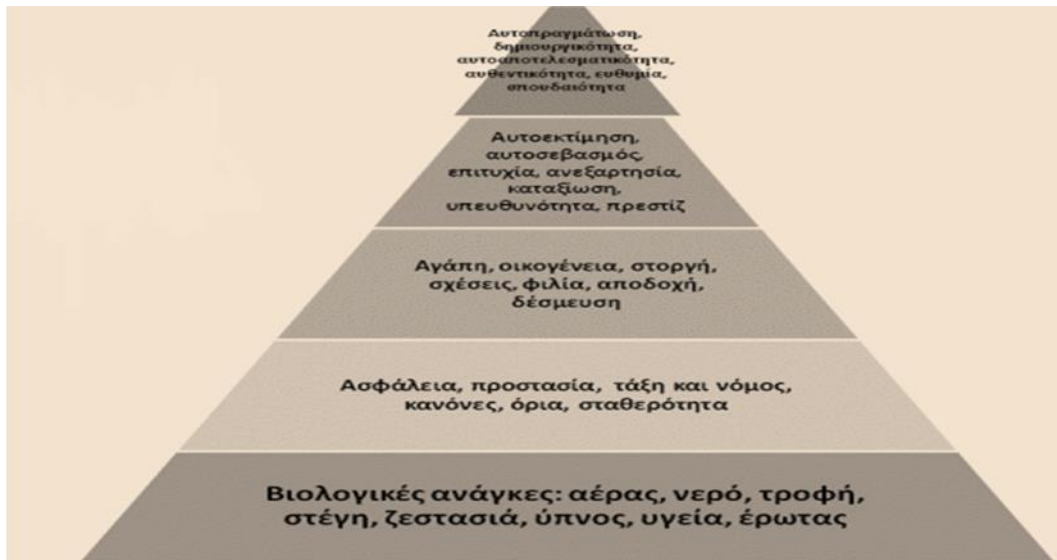 Αυτοπραγμάτωση,
δημιουργικότητα,
αυτοαποτελεσματικότητα,
αυθεντικότητα, ευθυμία,
σπουδαιότητα
Αυτοεκτίμηση,
αυτοσεβασμός,
επιτυχία, ανεξαρτησία,
καταξίωση,
υπευθυνότητα, πρεστίζ
Αγάπη, οικογένεια, στοργή,
σχέσεις, φιλία, αποδοχή,
δέσμευση
Ασφάλεια, προστασία, τάξη και νόμος,
κανόνες, όρια, σταθερότητα
Βιολογικές ανάγκες: αέρας, νερό, τροφή,
στέγη, ζεστασιά, ύπνος, υγεία, έρωτας